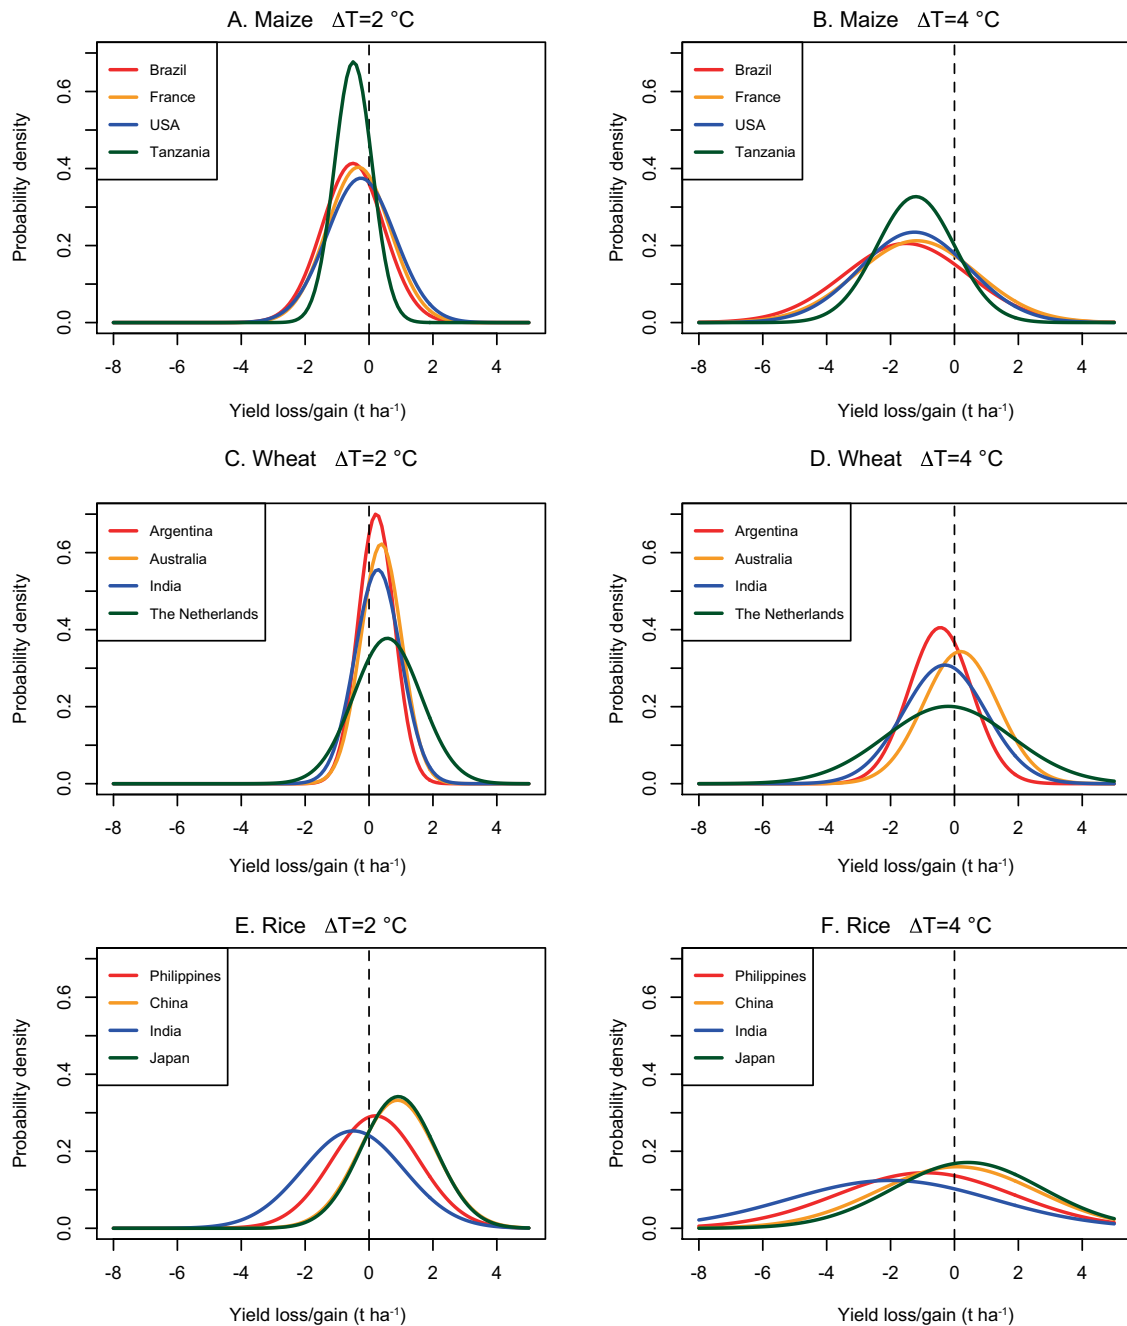 A. Maize ΔT=2 °C
Probability density
0.0 0.2 0.4 0.6
Brazil
France
USA
Tanzania
-8 -6 -4 -2 0 2 4
Yield loss/gain (t ha-1)
B. Maize ΔT=4 °C
Probability density
0.0 0.2 0.4 0.6
Brazil
France
USA
Tanzania
-8 -6 -4 -2 0 2 4
Yield loss/gain (t ha-1)
C. Wheat ΔT=2 °C
Probability density
0.0 0.2 0.4 0.6
Argentina
Australia
India
The Netherlands
-8 -6 -4 -2 0 2 4
Yield loss/gain (t ha-1)
D. Wheat ΔT=4 °C
Probability density
0.0 0.2 0.4 0.6
Argentina
Australia
India
The Netherlands
-8 -6 -4 -2 0 2 4
Yield loss/gain (t ha-1)
E. Rice ΔT=2 °C
Probability density
0.0 0.2 0.4 0.6
Philippines
China
India
Japan
-8 -6 -4 -2 0 2 4
Yield loss/gain (t ha-1)
F. Rice ΔT=4 °C
Probability density
0.0 0.2 0.4 0.6
Philippines
China
India
Japan
-8 -6 -4 -2 0 2 4
Yield loss/gain (t ha-1)